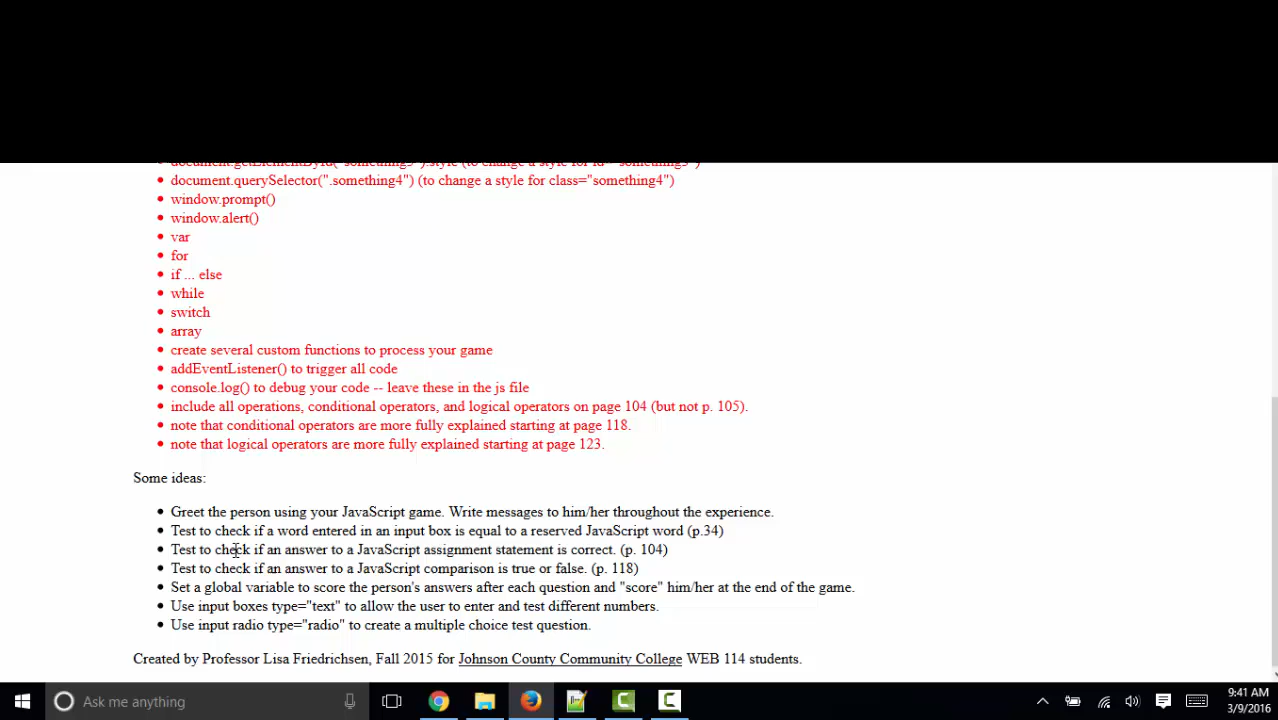 document.getElementById("something3").style (to change a style for id="something3")
document.querySelector(".something4") (to change a style for class="something4")
window.prompt()
window.alert()
var
for
if ... else
while
switch
array
create several custom functions to process your game
addEventListener() to trigger all code
console.log() to debug your code -- leave these in the js file
include all operations, conditional operators, and logical operators on page 104 (but not p. 105).
note that conditional operators are more fully explained starting at page 118.
note that logical operators are more fully explained starting at page 123.
Some ideas:
Greet the person using your JavaScript game. Write messages to him/her throughout the experience.
Test to check if a word entered in an input box is equal to a reserved JavaScript word (p.34)
Test to check if an answer to a JavaScript assignment statement is correct. (p. 104)
Test to check if an answer to a JavaScript comparison is true or false. (p. 118)
Set a global variable to score the person's answers after each question and "score" him/her at the end of the game.
Use input boxes type="text" to allow the user to enter and test different numbers.
Use input radio type="radio" to create a multiple choice test question.
Created by Professor Lisa Friedrichsen, Fall 2015 for Johnson County Community College WEB 114 students.
Ask me anything
9:41 AM
3/9/2016